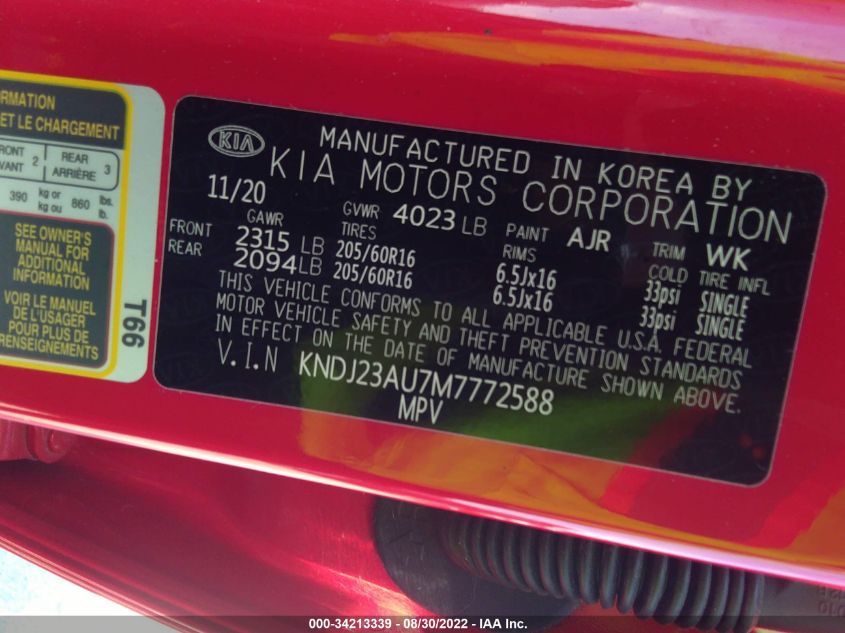 ORMATION
ET LE CHARGEMENT
FRONT
AVANT 2
REAR
ARRIÈRE 3
390 kg or
kg ou 860 lbs.
lb.
SEE OWNER'S
MANUAL FOR
ADDITIONAL
INFORMATION
VOIR LE MANUEL
DE L'USAGER
POUR PLUS DE
RENSEIGNEMENTS
T66
KIA
MANUFACTURED IN KOREA BY
KIA MOTORS CORPORATION
11/20
GVWR 4023 LB
PAINT AJR
TRIM WK
GAWR
TIRES
RIMS
COLD TIRE INFL
FRONT 2315 LB 205/60R16 6.5Jx16 33psi SINGLE
REAR 2094 LB 205/60R16 6.5Jx16 33psi SINGLE
THIS VEHICLE CONFORMS TO ALL APPLICABLE U.S.A. FEDERAL
MOTOR VEHICLE SAFETY AND THEFT PREVENTION STANDARDS
IN EFFECT ON THE DATE OF MANUFACTURE SHOWN ABOVE.
V.I.N KNDJ23AU7M7772588
MPV
000-34213339 - 08/30/2022 - IAA Inc.